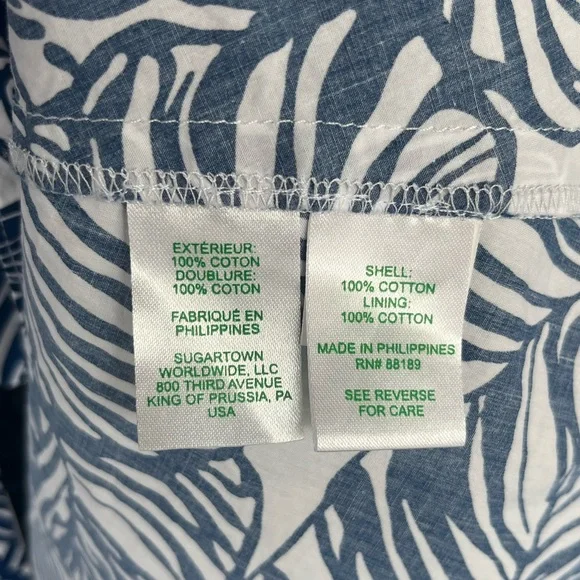 EXTÉRIEUR:
100% COTON
DOUBLURE:
100% COTON
FABRIQUÉ EN
PHILIPPINES
SUGARTOWN
WORLDWIDE, LLC
800 THIRD AVENUE
KING OF PRUSSIA, PA
USA
SHELL:
100% COTTON
LINING:
100% COTTON
MADE IN PHILIPPINES
RN# 88189
SEE REVERSE
FOR CARE